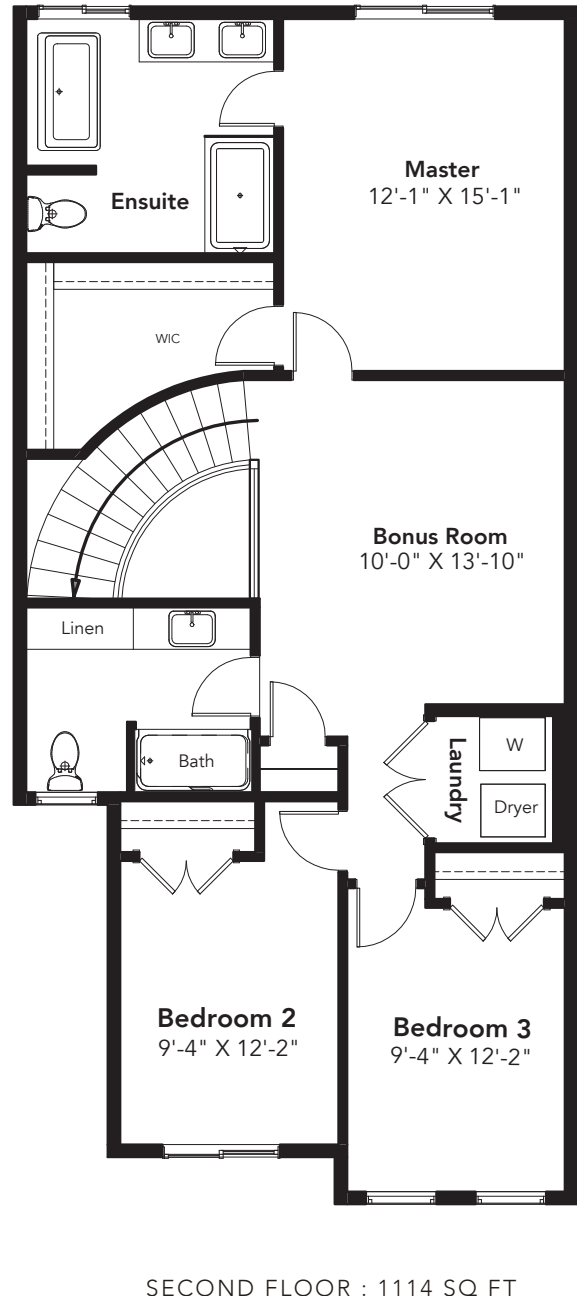 Master
12'-1" X 15'-1"
Ensuite
WIC
Bonus Room
10'-0" X 13'-10"
Linen
Bath
Laundry
W
Dryer
Bedroom 2
9'-4" X 12'-2"
Bedroom 3
9'-4" X 12'-2"
SECOND FLOOR : 1114 SQ FT